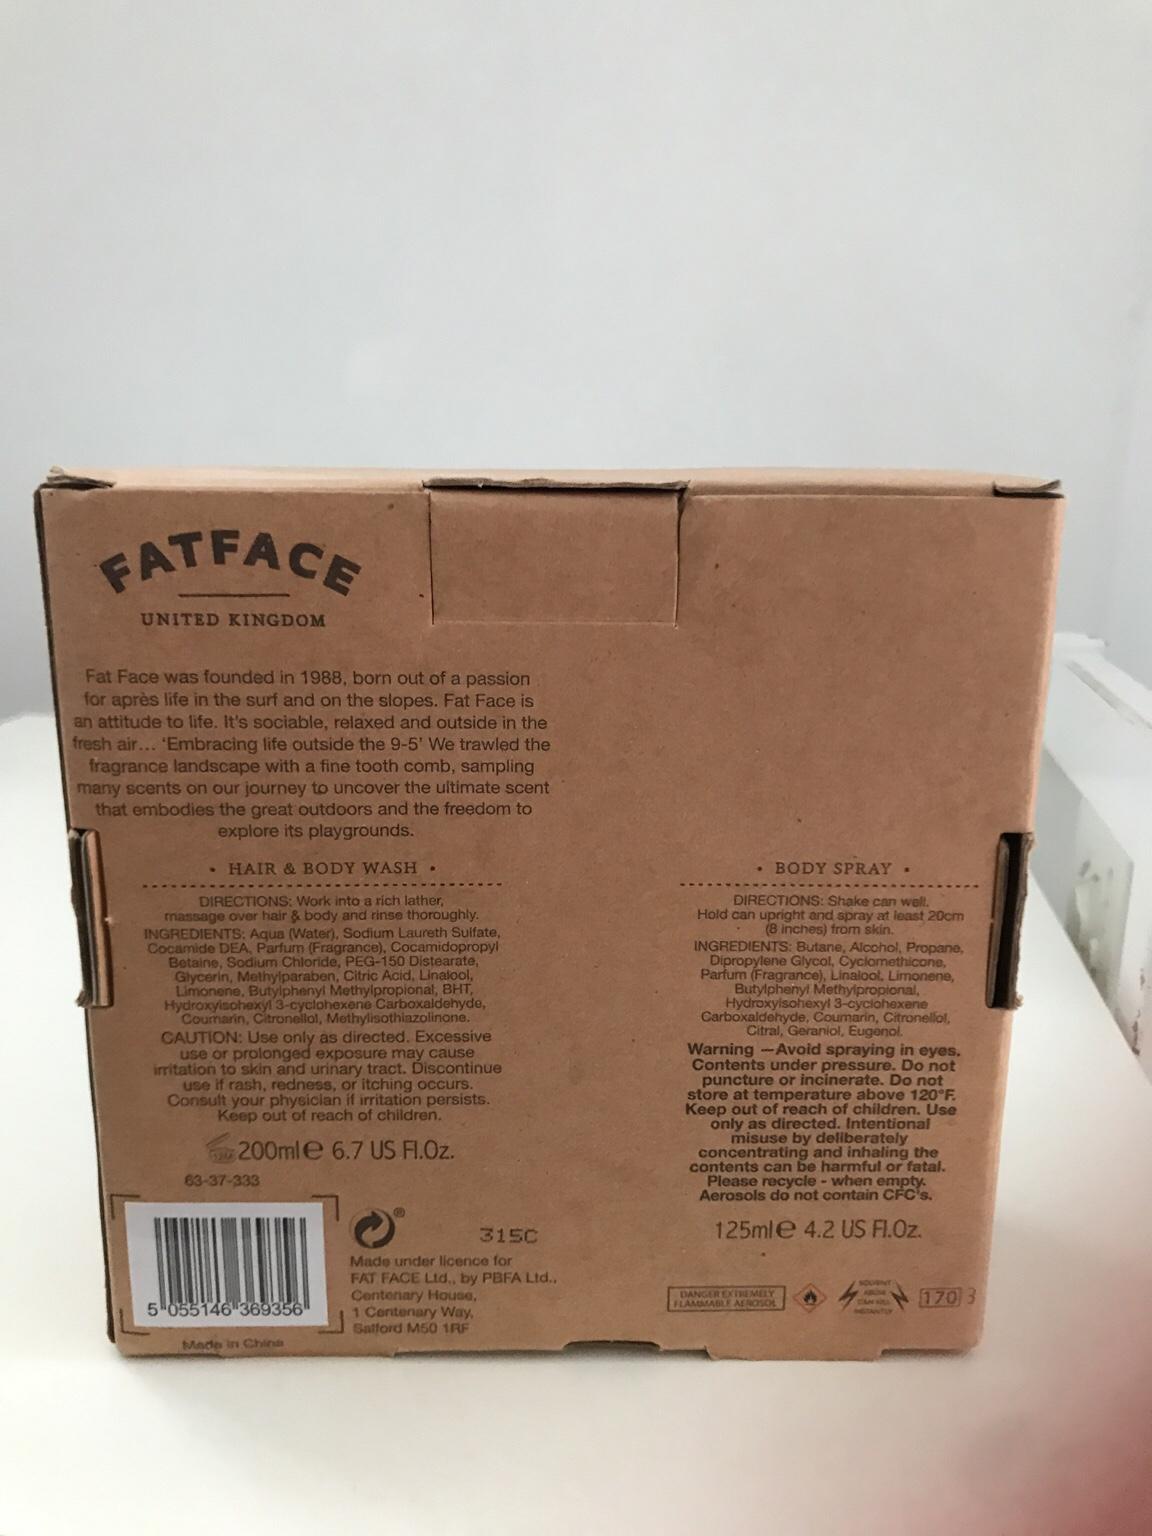 FATFACE
UNITED KINGDOM
Fat Face was founded in 1988, born out of a passion
for après life in the surf and on the slopes. Fat Face is
an attitude to life. It's sociable, relaxed and outside in the
fresh air... 'Embracing life outside the 9-5' We trawled the
fragrance landscape with a fine tooth comb, sampling
many scents on our journey to uncover the ultimate scent
that embodies the great outdoors and the freedom to
explore its playgrounds.
• HAIR & BODY WASH •
DIRECTIONS: Work into a rich lather,
massage over hair & body and rinse thoroughly.
INGREDIENTS: Aqua (Water), Sodium Laureth Sulfate,
Cocamide DEA, Parfum (Fragrance), Cocamidopropyl
Betaine, Sodium Chloride, PEG-150 Distearate,
Glycerin, Methylparaben, Citric Acid, Linalool,
Limonene, Butylphenyl Methylpropional, BHT,
Hydroxyisohexyl 3-cyclohexene Carboxaldehyde,
Coumarin, Citronellol, Methylisothiazolinone.
CAUTION: Use only as directed. Excessive
use or prolonged exposure may cause
irritation to skin and urinary tract. Discontinue
use if rash, redness, or itching occurs.
Consult your physician if irritation persists.
Keep out of reach of children.
200ml e 6.7 US Fl.Oz.
63-37-333
5 055146 369356
Made in China
®
315C
Made under licence for
FAT FACE Ltd., by PBFA Ltd.,
Centenary House,
1 Centenary Way,
Salford M50 1RF
• BODY SPRAY •
DIRECTIONS: Shake can well.
Hold can upright and spray at least 20cm
(8 inches) from skin.
INGREDIENTS: Butane, Alcohol, Propane,
Dipropylene Glycol, Cyclomethicone,
Parfum (Fragrance), Linalool, Limonene,
Butylphenyl Methylpropional,
Hydroxyisohexyl 3-cyclohexene
Carboxaldehyde, Coumarin, Citronellol,
Citral, Geraniol, Eugenol.
Warning —Avoid spraying in eyes.
Contents under pressure. Do not
puncture or incinerate. Do not
store at temperature above 120°F.
Keep out of reach of children. Use
only as directed. Intentional
misuse by deliberately
concentrating and inhaling the
contents can be harmful or fatal.
Please recycle - when empty.
Aerosols do not contain CFC's.
125ml e 4.2 US Fl.Oz.
DANGER EXTREMELY
FLAMMABLE AEROSOL
SOLVENT
ABUSE
CAN KILL
INSTANTLY
170 3